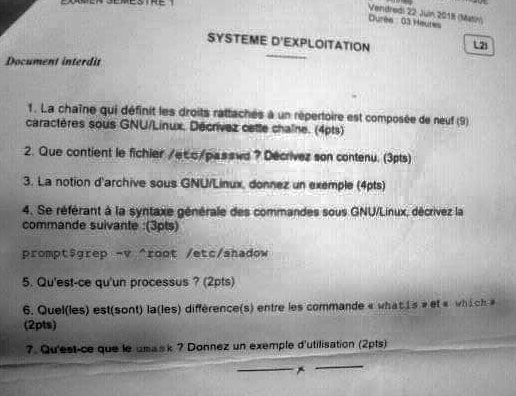 EXAMEN SEMESTRE 1
Vendredi 22 Juin 2018 (Matin)
Durée : 03 Heures
SYSTEME D'EXPLOITATION
L2I
Document interdit
1. La chaîne qui définit les droits rattachés à un répertoire est composée de neuf (9)
caractères sous GNU/Linux. Décrivez cette chaîne. (4pts)
2. Que contient le fichier /etc/passwd ? Décrivez son contenu. (3pts)
3. La notion d'archive sous GNU/Linux, donnez un exemple (4pts)
4. Se référant à la syntaxe générale des commandes sous GNU/Linux, décrivez la
commande suivante :(3pts)
prompt$grep -v ^root /etc/shadow
5. Qu'est-ce qu'un processus ? (2pts)
6. Quel(les) est(sont) la(les) différence(s) entre les commande « whatis » et « which »
(2pts)
7. Qu'est-ce que le umask ? Donnez un exemple d'utilisation (2pts)